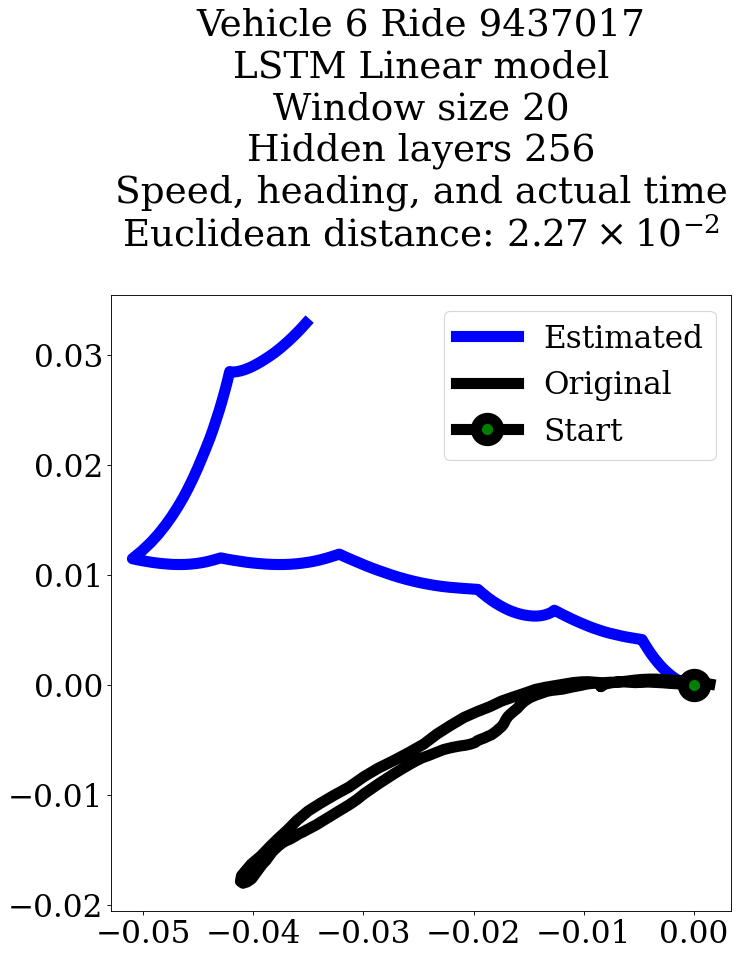 Vehicle 6 Ride 9437017
LSTM Linear model
Window size 20
Hidden layers 256
Speed, heading, and actual time
Euclidean distance: 2.27 × 10⁻²
Estimated
Original
Start
0.03
0.02
0.01
0.00
−0.01
−0.02
−0.05 −0.04 −0.03 −0.02 −0.01 0.00